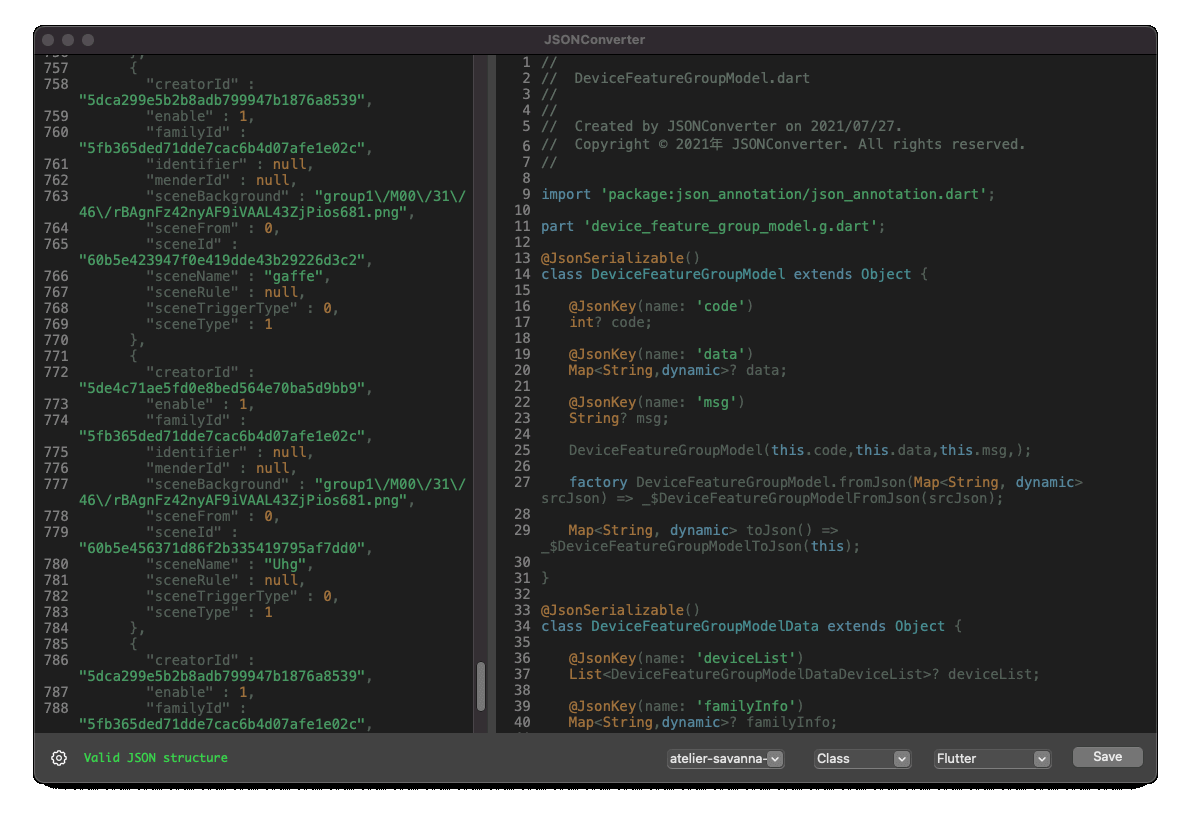 JSONConverter
757 {
758 "creatorId" :
"5dca299e5b2b8adb799947b1876a8539",
759 "enable" : 1,
760 "familyId" :
"5fb365ded71dde7cac6b4d07afe1e02c",
761 "identifier" : null,
762 "menderId" : null,
763 "sceneBackground" : "group1\/M00\/31\/
46\/rBAgnFz42nyAF9iVAAL43ZjPios681.png",
764 "sceneFrom" : 0,
765 "sceneId" :
"60b5e423947f0e419dde43b29226d3c2",
766 "sceneName" : "gaffe",
767 "sceneRule" : null,
768 "sceneTriggerType" : 0,
769 "sceneType" : 1
770 },
771 {
772 "creatorId" :
"5de4c71ae5fd0e8bed564e70ba5d9bb9",
773 "enable" : 1,
774 "familyId" :
"5fb365ded71dde7cac6b4d07afe1e02c",
775 "identifier" : null,
776 "menderId" : null,
777 "sceneBackground" : "group1\/M00\/31\/
46\/rBAgnFz42nyAF9iVAAL43ZjPios681.png",
778 "sceneFrom" : 0,
779 "sceneId" :
"60b5e456371d86f2b335419795af7dd0",
780 "sceneName" : "Uhg",
781 "sceneRule" : null,
782 "sceneTriggerType" : 0,
783 "sceneType" : 1
784 },
785 {
786 "creatorId" :
"5dca299e5b2b8adb799947b1876a8539",
787 "enable" : 1,
788 "familyId" :
"5fb365ded71dde7cac6b4d07afe1e02c",
1 //
2 // DeviceFeatureGroupModel.dart
3 //
4 //
5 // Created by JSONConverter on 2021/07/27.
6 // Copyright © 2021年 JSONConverter. All rights reserved.
7 //
8
9 import 'package:json_annotation/json_annotation.dart';
10
11 part 'device_feature_group_model.g.dart';
12
13 @JsonSerializable()
14 class DeviceFeatureGroupModel extends Object {
15
16 @JsonKey(name: 'code')
17 int? code;
18
19 @JsonKey(name: 'data')
20 Map<String,dynamic>? data;
21
22 @JsonKey(name: 'msg')
23 String? msg;
24
25 DeviceFeatureGroupModel(this.code,this.data,this.msg,);
26
27 factory DeviceFeatureGroupModel.fromJson(Map<String, dynamic>
srcJson) => _$DeviceFeatureGroupModelFromJson(srcJson);
28
29 Map<String, dynamic> toJson() =>
_$DeviceFeatureGroupModelToJson(this);
30
31 }
32
33 @JsonSerializable()
34 class DeviceFeatureGroupModelData extends Object {
35
36 @JsonKey(name: 'deviceList')
37 List<DeviceFeatureGroupModelDataDeviceList>? deviceList;
38
39 @JsonKey(name: 'familyInfo')
40 Map<String,dynamic>? familyInfo;
Valid JSON structure
atelier-savanna-
Class
Flutter
Save